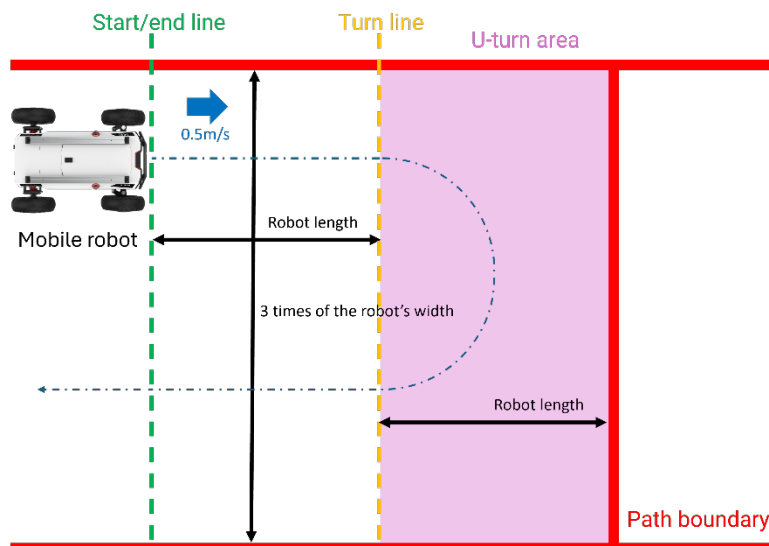 Start/end line
Turn line
U-turn area
0.5m/s
Mobile robot
Robot length
3 times of the robot's width
Robot length
Path boundary